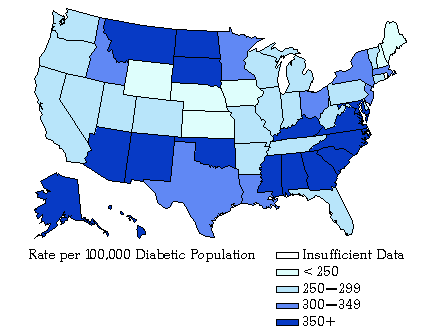 Rate per 100,000 Diabetic Population
Insufficient Data
< 250
250—299
300—349
350+